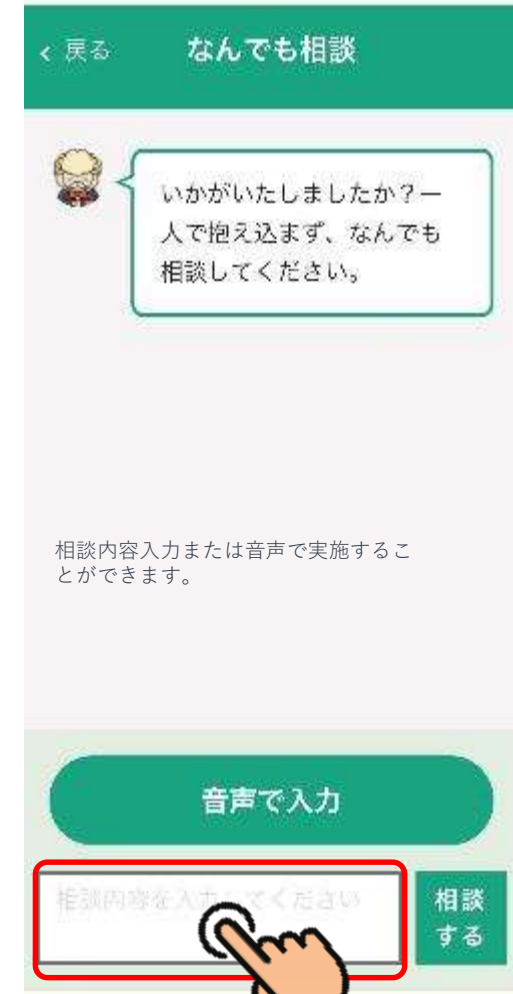 < 戻る なんでも相談
いかがいたしましたか？一
人で抱え込まず、なんでも
相談してください。
相談内容入力または音声で実施するこ
とができます。
音声で入力
相談内容を入力してください
相談
する